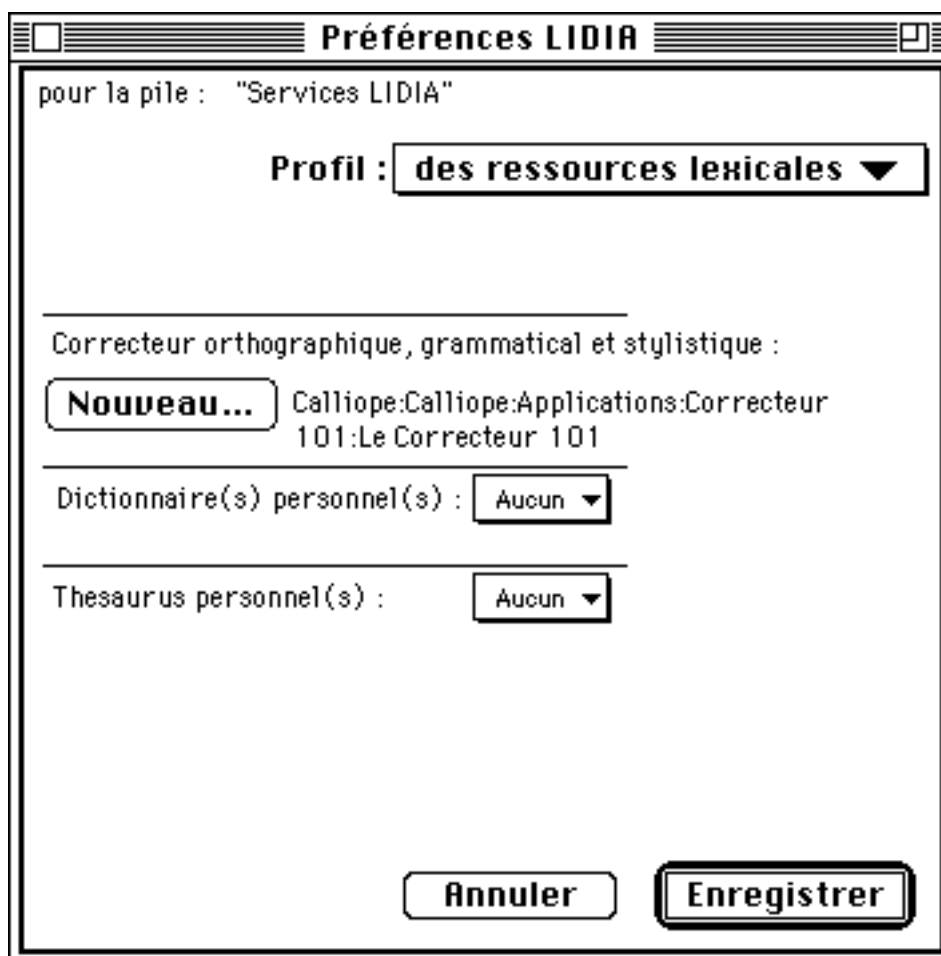 Préférences LIDIA
pour la pile : "Services LIDIA"
Profil : des ressources lexicales
Correcteur orthographique, grammatical et stylistique :
Nouveau... Calliope:Calliope:Applications:Correcteur
101:Le Correcteur 101
Dictionnaire(s) personnel(s) : Aucun
Thesaurus personnel(s) : Aucun
Annuler Enregistrer